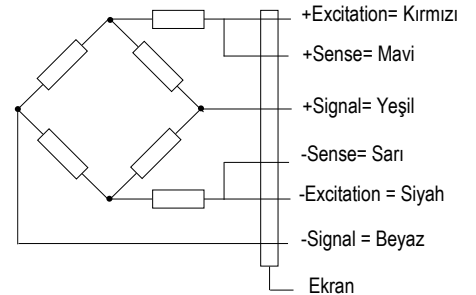 +Excitation= Kırmızı
+Sense= Mavi
+Signal= Yeşil
-Sense= Sarı
-Excitation = Siyah
-Signal = Beyaz
Ekran